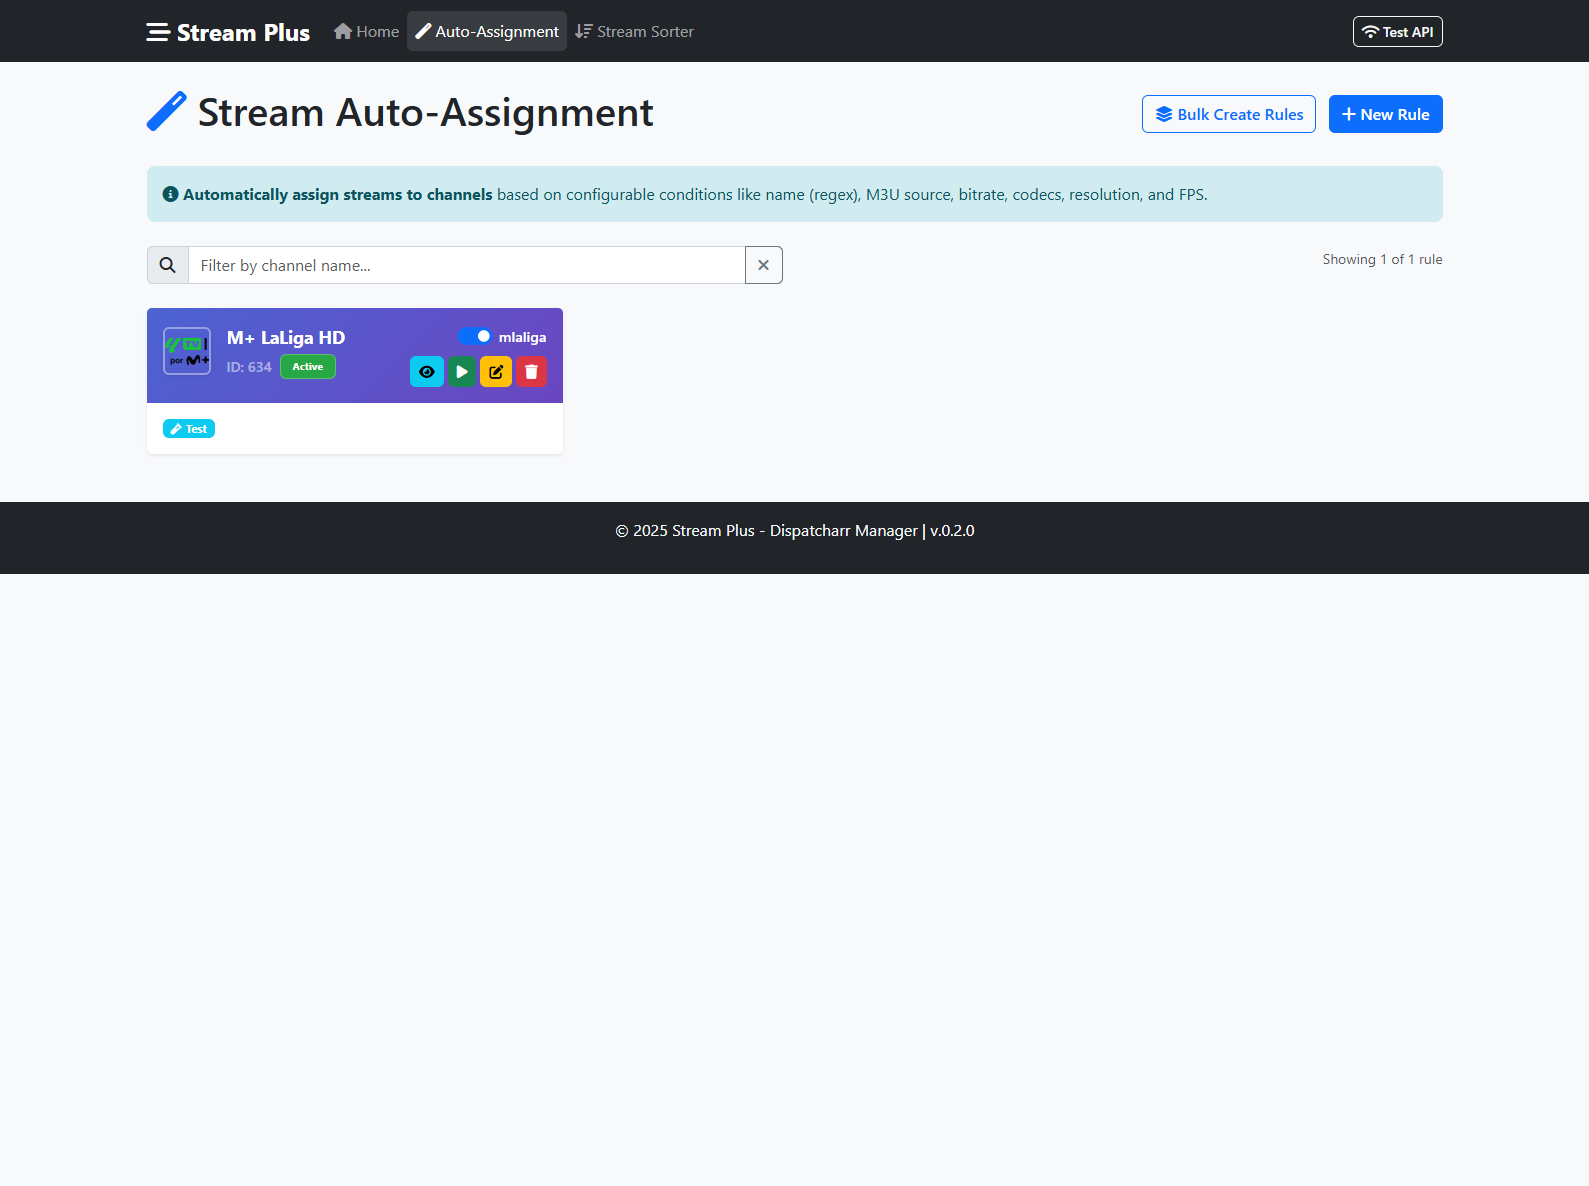 Stream Plus
Home
Auto-Assignment
Stream Sorter
Test API
Stream Auto-Assignment
Bulk Create Rules
New Rule
Automatically assign streams to channels based on configurable conditions like name (regex), M3U source, bitrate, codecs, resolution, and FPS.
Filter by channel name...
Showing 1 of 1 rule
M+ LaLiga HD
mlaliga
ID: 634
Active
por M+
Test
© 2025 Stream Plus - Dispatcharr Manager | v.0.2.0